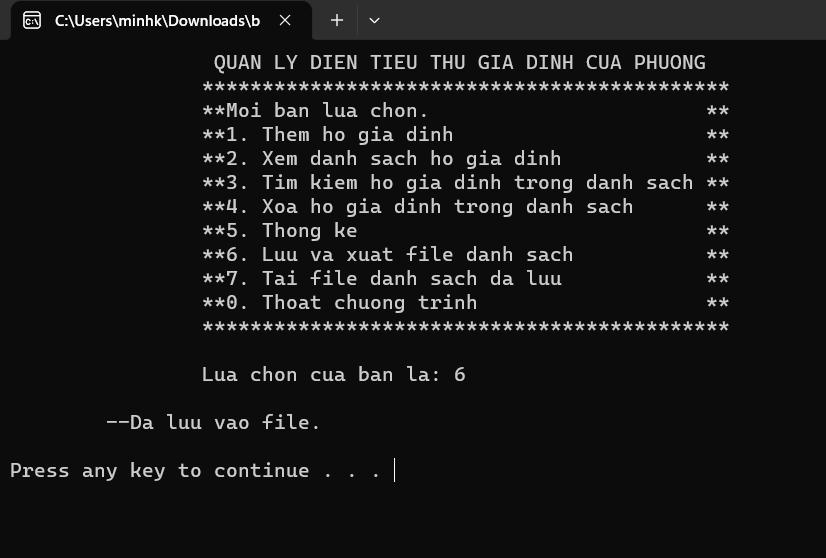 C:\Users\minhk\Downloads\b
QUAN LY DIEN TIEU THU GIA DINH CUA PHUONG
********************************************
**Moi ban lua chon. **
**1. Them ho gia dinh **
**2. Xem danh sach ho gia dinh **
**3. Tim kiem ho gia dinh trong danh sach **
**4. Xoa ho gia dinh trong danh sach **
**5. Thong ke **
**6. Luu va xuat file danh sach **
**7. Tai file danh sach da luu **
**0. Thoat chuong trinh **
********************************************
Lua chon cua ban la: 6
--Da luu vao file.
Press any key to continue . . .